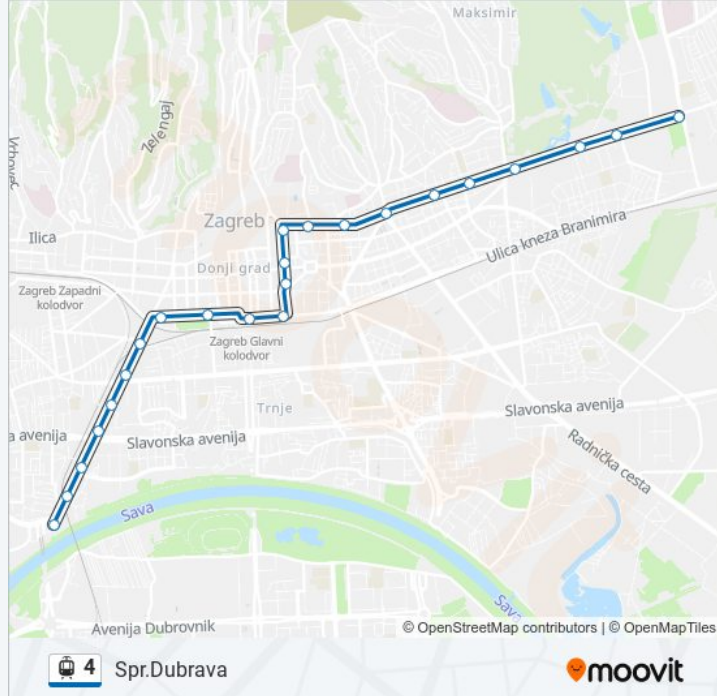 Maksimir
Zelengaj
Vrhovec
Zagreb
Ilica
Ulica kneza Branimira
Donji grad
Zagreb Zapadni
kolodvor
Zagreb Glavni
kolodvor
Trnje
Slavonska avenija
a avenija
Slavonska avenija
Radnička cesta
Sava
Sava
Avenija Dubrovnik
© OpenStreetMap contributors | © OpenMapTiles
4 Spr.Dubrava
moovit